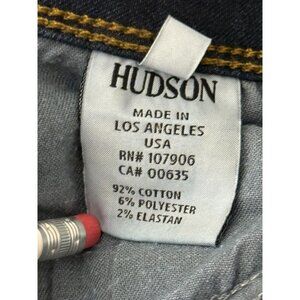 HUDSON
MADE IN
LOS ANGELES
USA
RN# 107906
CA# 00635
92% COTTON
6% POLYESTER
2% ELASTAN